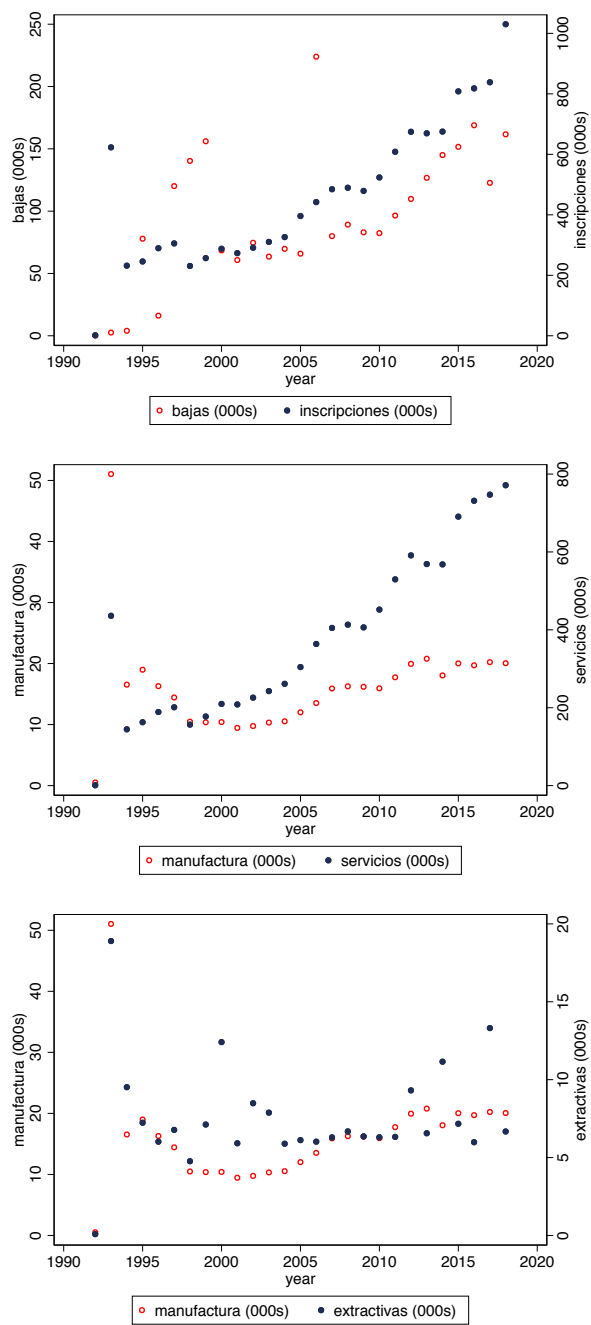 250
200
150
100
50
0
bajas (000s)
1000
800
600
400
200
0
inscripciones (000s)
1990 1995 2000 2005 2010 2015 2020
year
bajas (000s) inscripciones (000s)
50
40
30
20
10
0
manufactura (000s)
800
600
400
200
0
servicios (000s)
1990 1995 2000 2005 2010 2015 2020
year
manufactura (000s) servicios (000s)
50
40
30
20
10
0
manufactura (000s)
20
15
10
5
0
extractivas (000s)
1990 1995 2000 2005 2010 2015 2020
year
manufactura (000s) extractivas (000s)